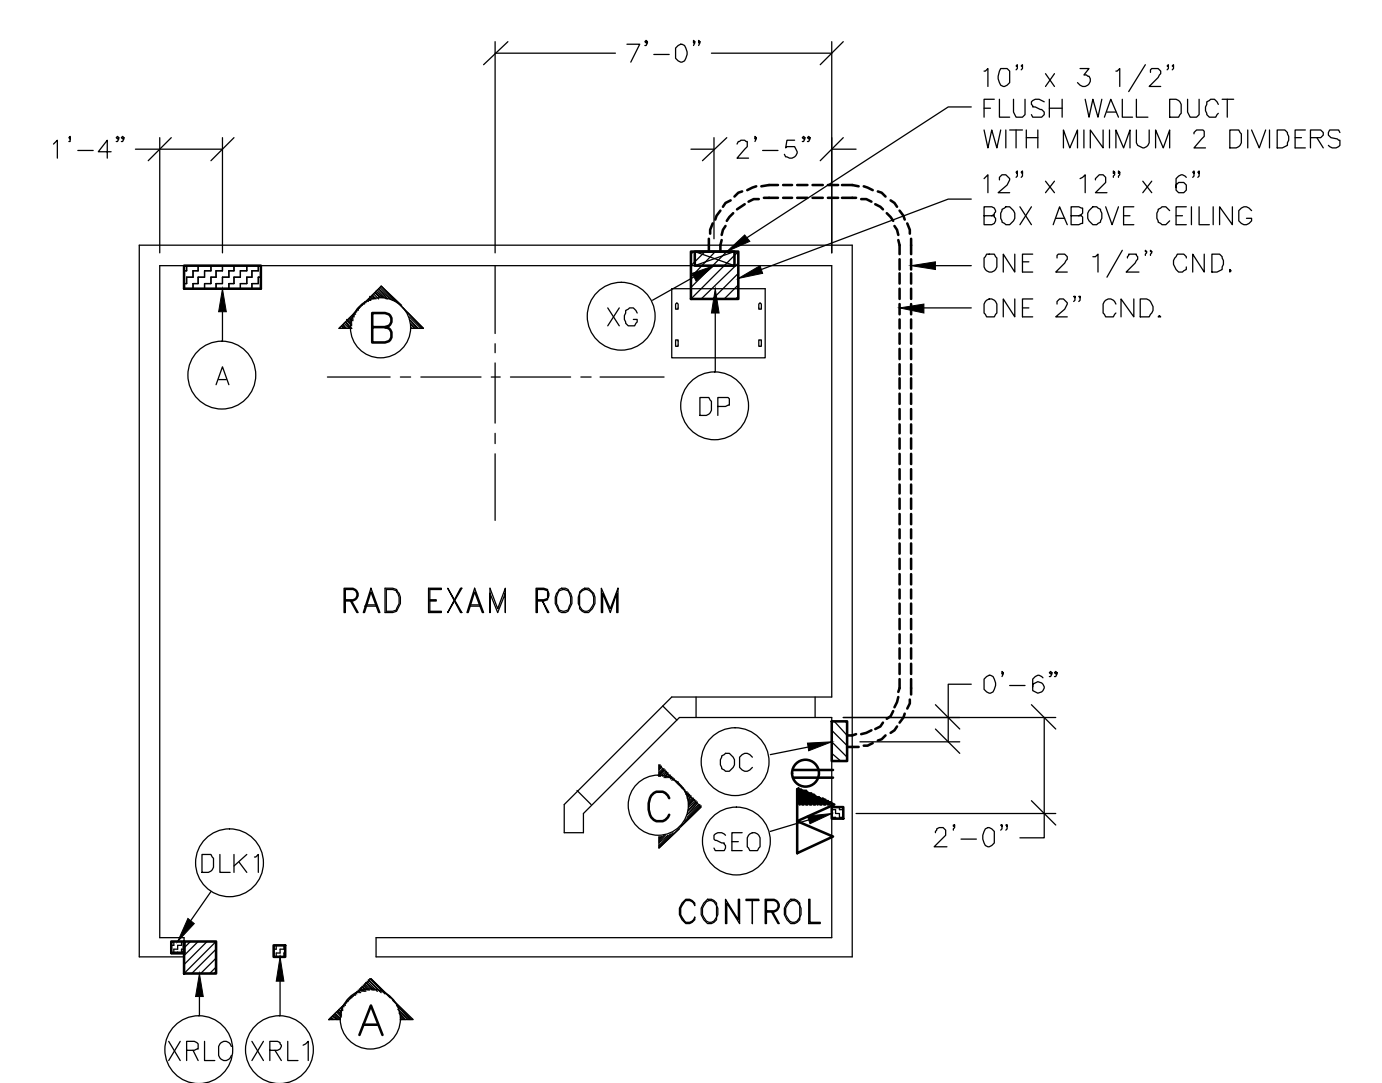 7'-0"
10" x 3 1/2"
FLUSH WALL DUCT
WITH MINIMUM 2 DIVIDERS
1'-4"
2'-5"
12" x 12" x 6"
BOX ABOVE CEILING
ONE 2 1/2" CND.
ONE 2" CND.
XG
B
A
DP
RAD EXAM ROOM
0'-6"
OC
C
SEO
2'-0"
DLK1
CONTROL
A
XRLC
XRL1